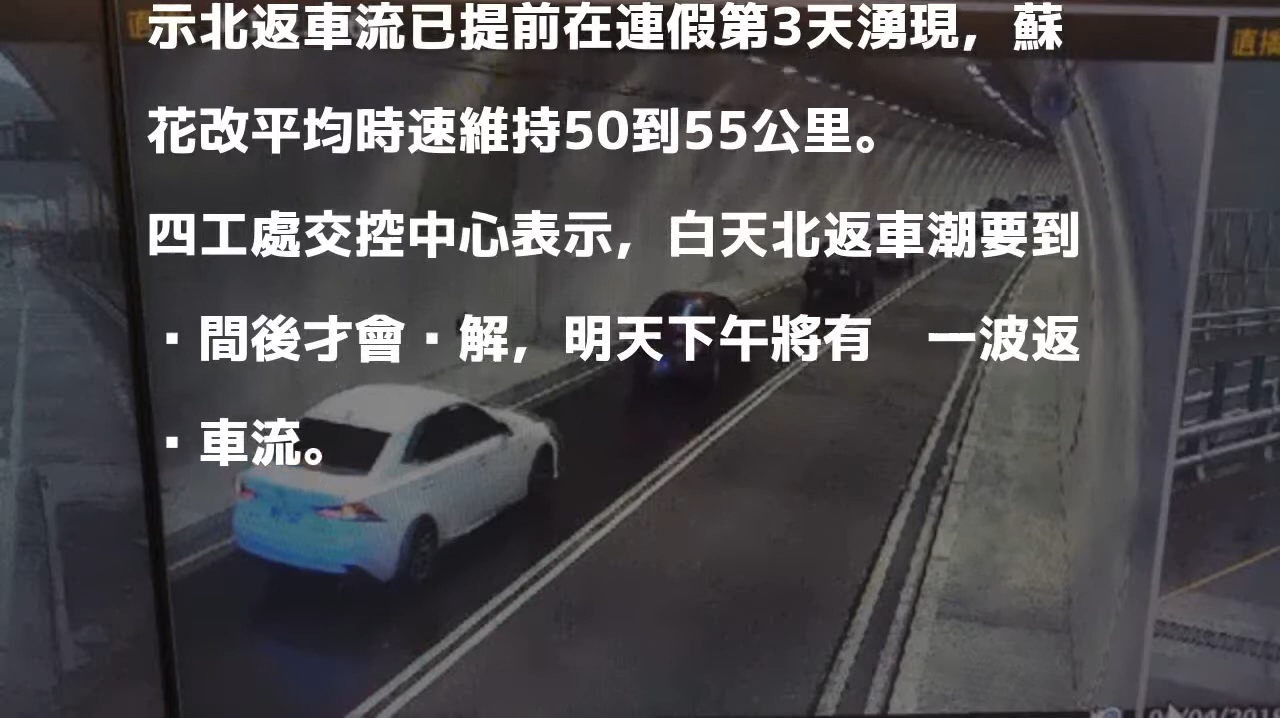 示北返車流已提前在連假第3天湧現，蘇
花改平均時速維持50到55公里。
四工處交控中心表示，白天北返車潮要到
▪間後才會▪解，明天下午將有　一波返
▪車流。
直播